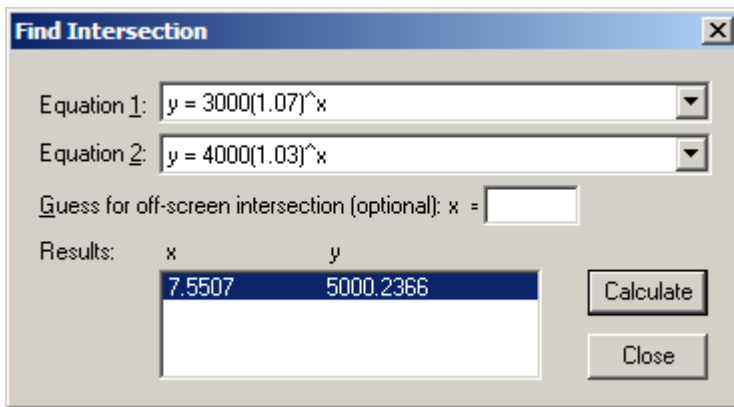 Find Intersection
Equation 1: y = 3000(1.07)^x
Equation 2: y = 4000(1.03)^x
Guess for off-screen intersection (optional): x =
Results: x y
7.5507 5000.2366
Calculate
Close